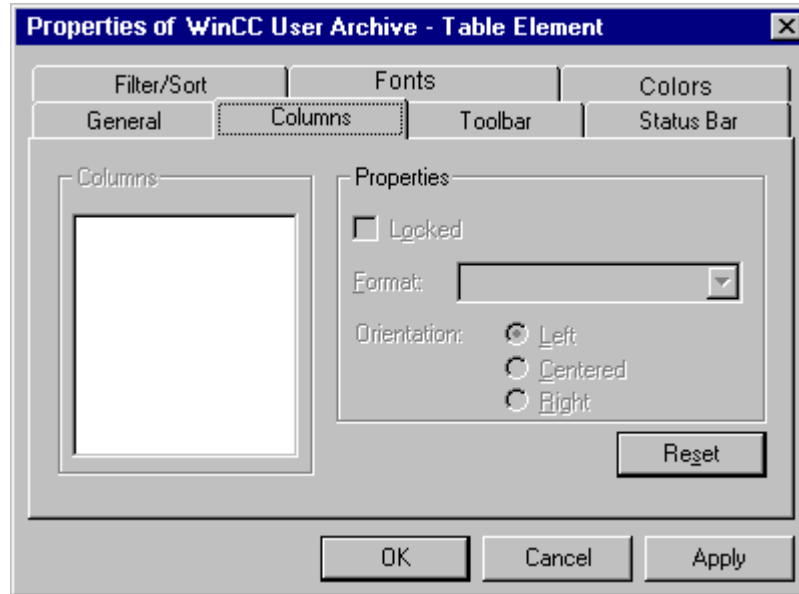 Properties of WinCC User Archive - Table Element
Filter/Sort Fonts Colors
General Columns Toolbar Status Bar
Columns
Properties
Locked
Format:
Orientation: Left
Centered
Right
Reset
OK Cancel Apply